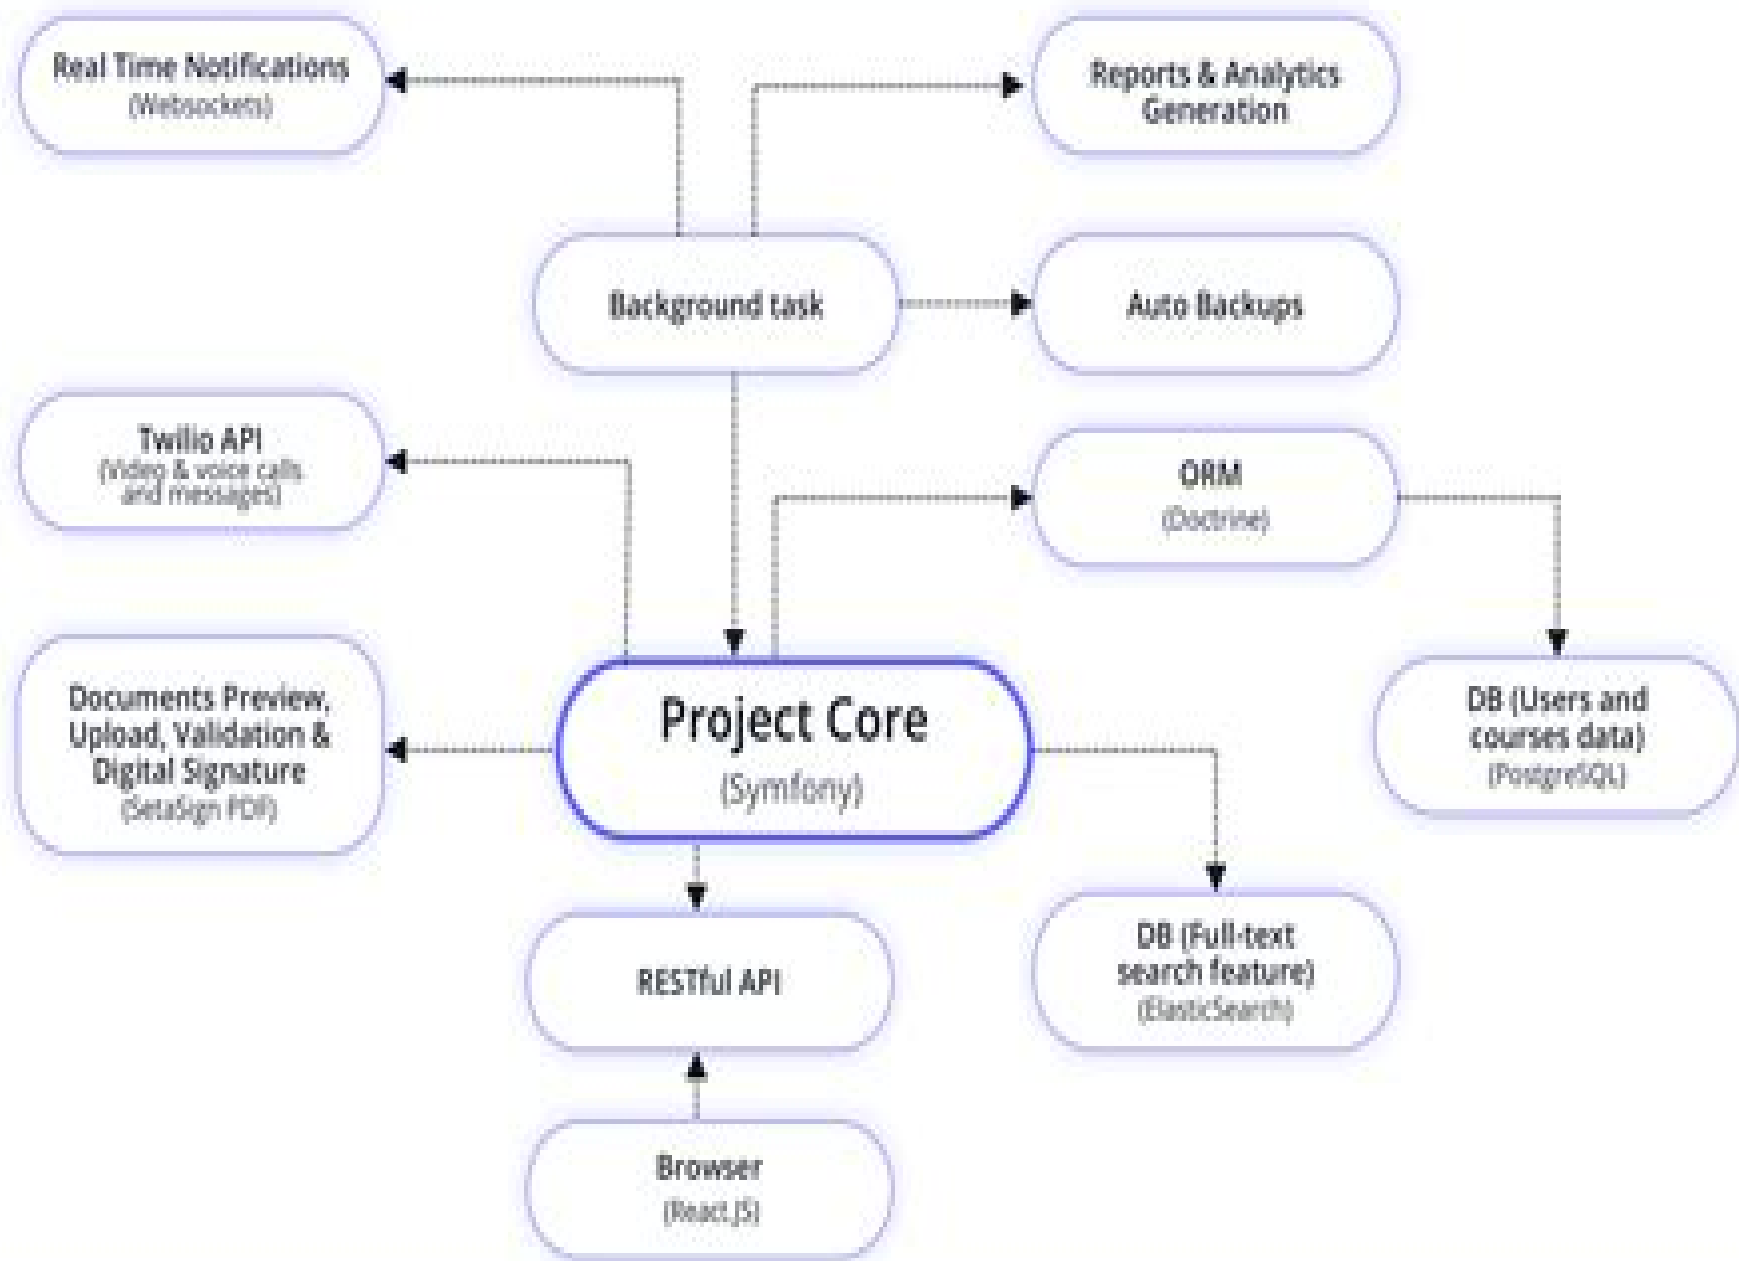 Real Time Notifications
(Websockets)
Reports & Analytics
Generation
Background task
Auto Backups
Twilio API
(Video & voice calls
and messages)
ORM
(Doctrine)
Documents Preview,
Upload, Validation &
Digital Signature
(SetaSign PDF)
Project Core
(Symfony)
DB (Users and
courses data)
(PostgreSQL)
RESTful API
DB (Full-text
search feature)
(ElasticSearch)
Browser
(React.JS)